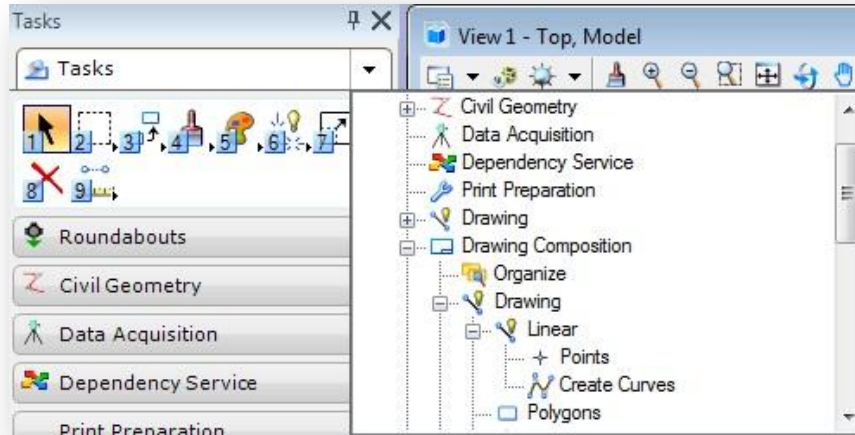 Tasks
View 1 - Top, Model
Tasks
1 2 3 4 5 6 7
8 9
Roundabouts
Civil Geometry
Data Acquisition
Dependency Service
Print Preparation
Civil Geometry
Data Acquisition
Dependency Service
Print Preparation
Drawing
Drawing Composition
Organize
Drawing
Linear
Points
Create Curves
Polygons